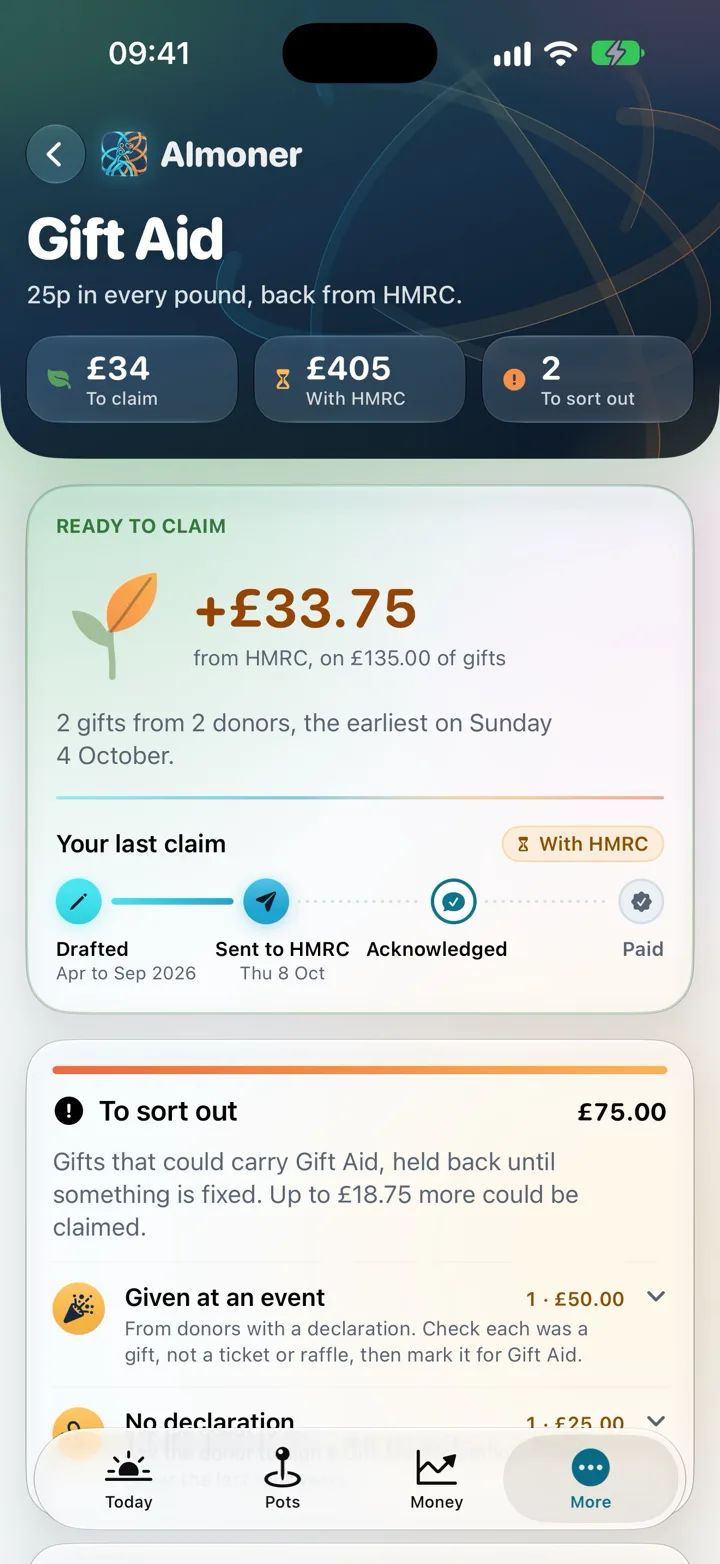 09:41
Almoner
Gift Aid
25p in every pound, back from HMRC.
£34
To claim
£405
With HMRC
2
To sort out
READY TO CLAIM
+£33.75
from HMRC, on £135.00 of gifts
2 gifts from 2 donors, the earliest on Sunday
4 October.
Your last claim
With HMRC
Drafted
Apr to Sep 2026
Sent to HMRC
Thu 8 Oct
Acknowledged
Paid
To sort out
£75.00
Gifts that could carry Gift Aid, held back until
something is fixed. Up to £18.75 more could be
claimed.
Given at an event
1 · £50.00
From donors with a declaration. Check each was a
gift, not a ticket or raffle, then mark it for Gift Aid.
No declaration
1 · £25.00
Today
Pots
Money
More